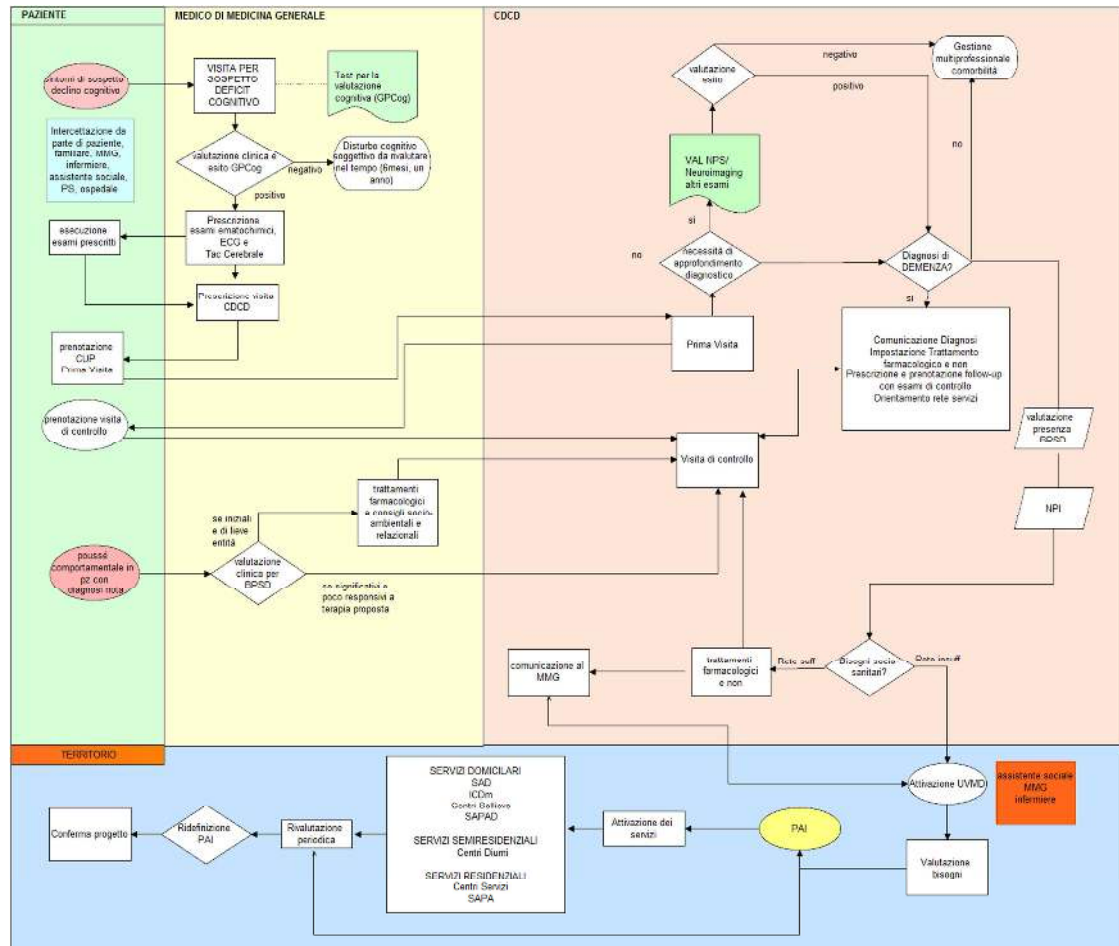 PAZIENTE
MEDICO DI MEDICINA GENERALE
CDCD
sintomi di sospetto
declino cognitivo
VISITA PER
SOSPETTO
DEFICIT
COGNITIVO
Test per la
valutazione
cognitiva (GPCog)
Intercettazione da
parte di paziente,
familiare, MMG,
infermiere,
assistente sociale,
PS, ospedale
valutazione clinica e
esito GPCog
negativo
Disturbo cognitivo
soggettivo da rivalutare
nel tempo (6mesi, un
anno)
positivo
esecuzione
esami prescritti
Prescrizione
esami ematochimici,
ECG e
Tac Cerebrale
Prescrizione visita
CDCD
prenotazione
CUP
Prima Visita
prenotazione visita
di controllo
valutazione
esito
negativo
positivo
Gestione
multiprofessionale
comorbilità
no
VAL NPS/
Neuroimaging
altri esami
si
no
necessità di
approfondimento
diagnostico
Diagnosi di
DEMENZA?
si
Prima Visita
Comunicazione Diagnosi
Impostazione Trattamento
farmacologico e non
Prescrizione e prenotazione follow-up
con esami di controllo
Orientamento rete servizi
valutazione
presenza
BPSD
Visita di controllo
NPI
trattamenti
farmacologici
e consigli socio-
ambientali e
relazionali
se iniziali
e di lieve
entità
poussé
comportamentale in
pz con
diagnosi nota
valutazione
clinica per
BPSD
se significativi o
poco responsivi a
terapia proposta
comunicazione al
MMG
trattamenti
farmacologici
e non
Rete suff
Bisogni socio-
sanitari?
Rete insuff
TERRITORIO
Attivazione UVMD
assistente sociale
MMG
infermiere
SERVIZI DOMICILARI
SAD
ICDm
Centri Sollievo
SAPAD
SERVIZI SEMIRESIDENZIALI
Centri Diurni
SERVIZI RESIDENZIALI
Centri Servizi
SAPA
Conferma progetto
Ridefinizione
PAI
Rivalutazione
periodica
Attivazione dei
servizi
PAI
Valutazione
bisogni